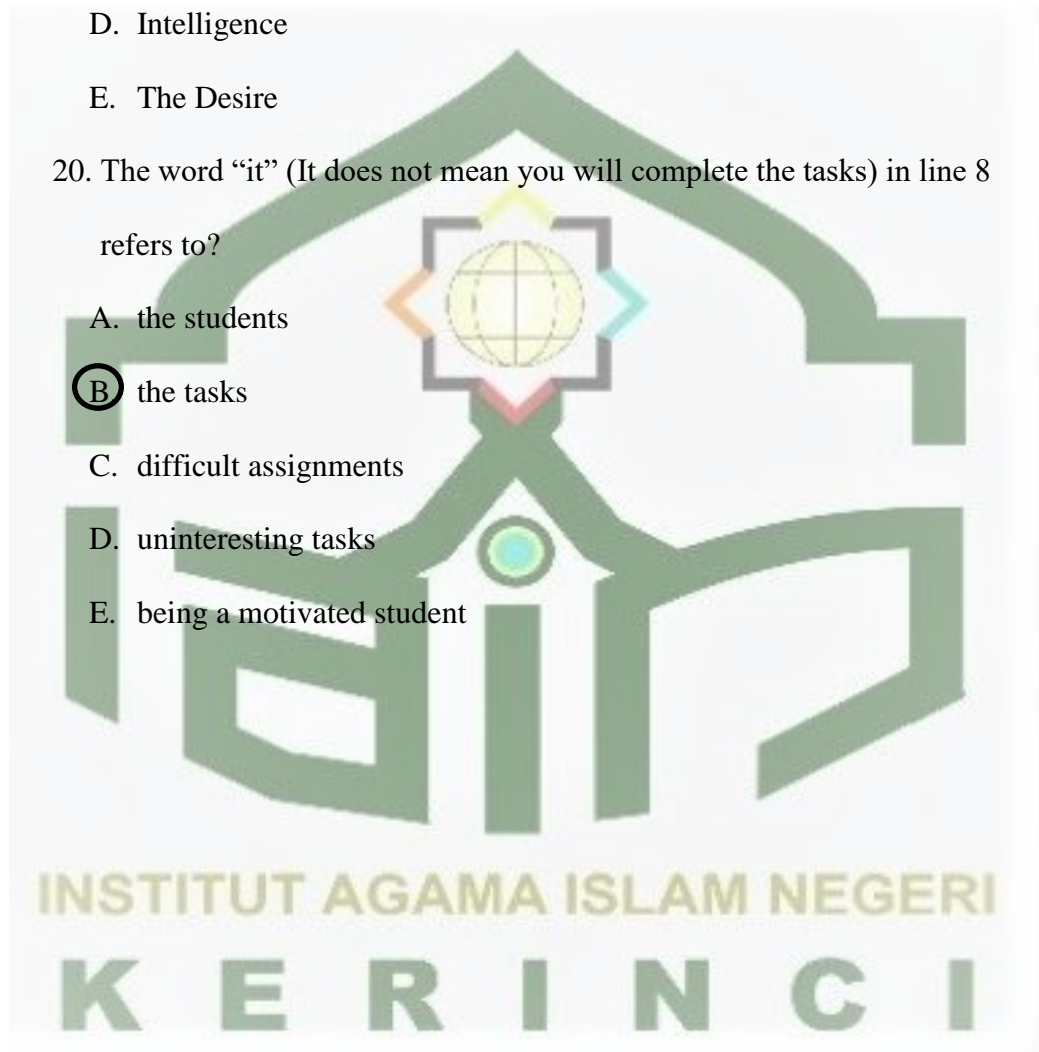 D. Intelligence
E. The Desire
20. The word “it” (It does not mean you will complete the tasks) in line 8
refers to?
A. the students
B. the tasks
C. difficult assignments
D. uninteresting tasks
E. being a motivated student
INSTITUT AGAMA ISLAM NEGERI
KERINCI